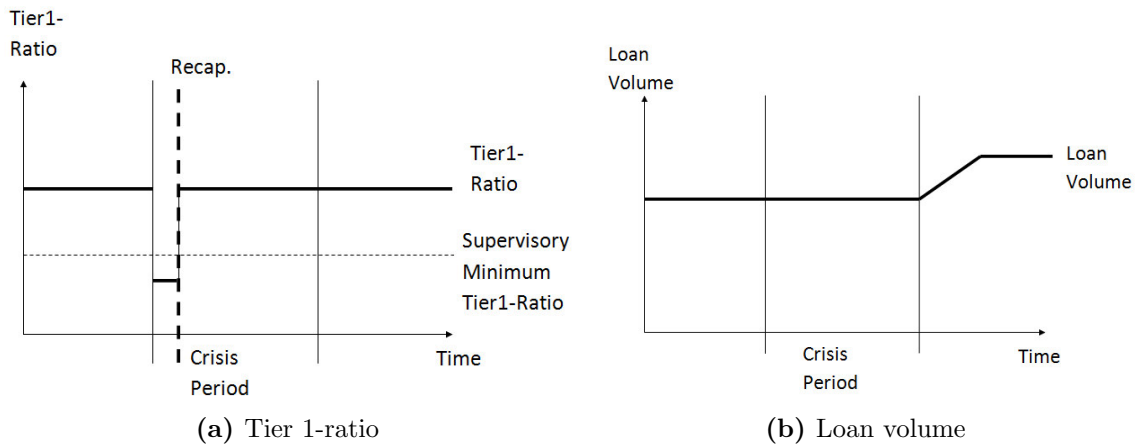 Tier1-
Ratio
Recap.
Tier1-
Ratio
Supervisory
Minimum
Tier1-Ratio
Time
Crisis
Period
(a) Tier 1-ratio
Loan
Volume
Loan
Volume
Time
Crisis
Period
(b) Loan volume